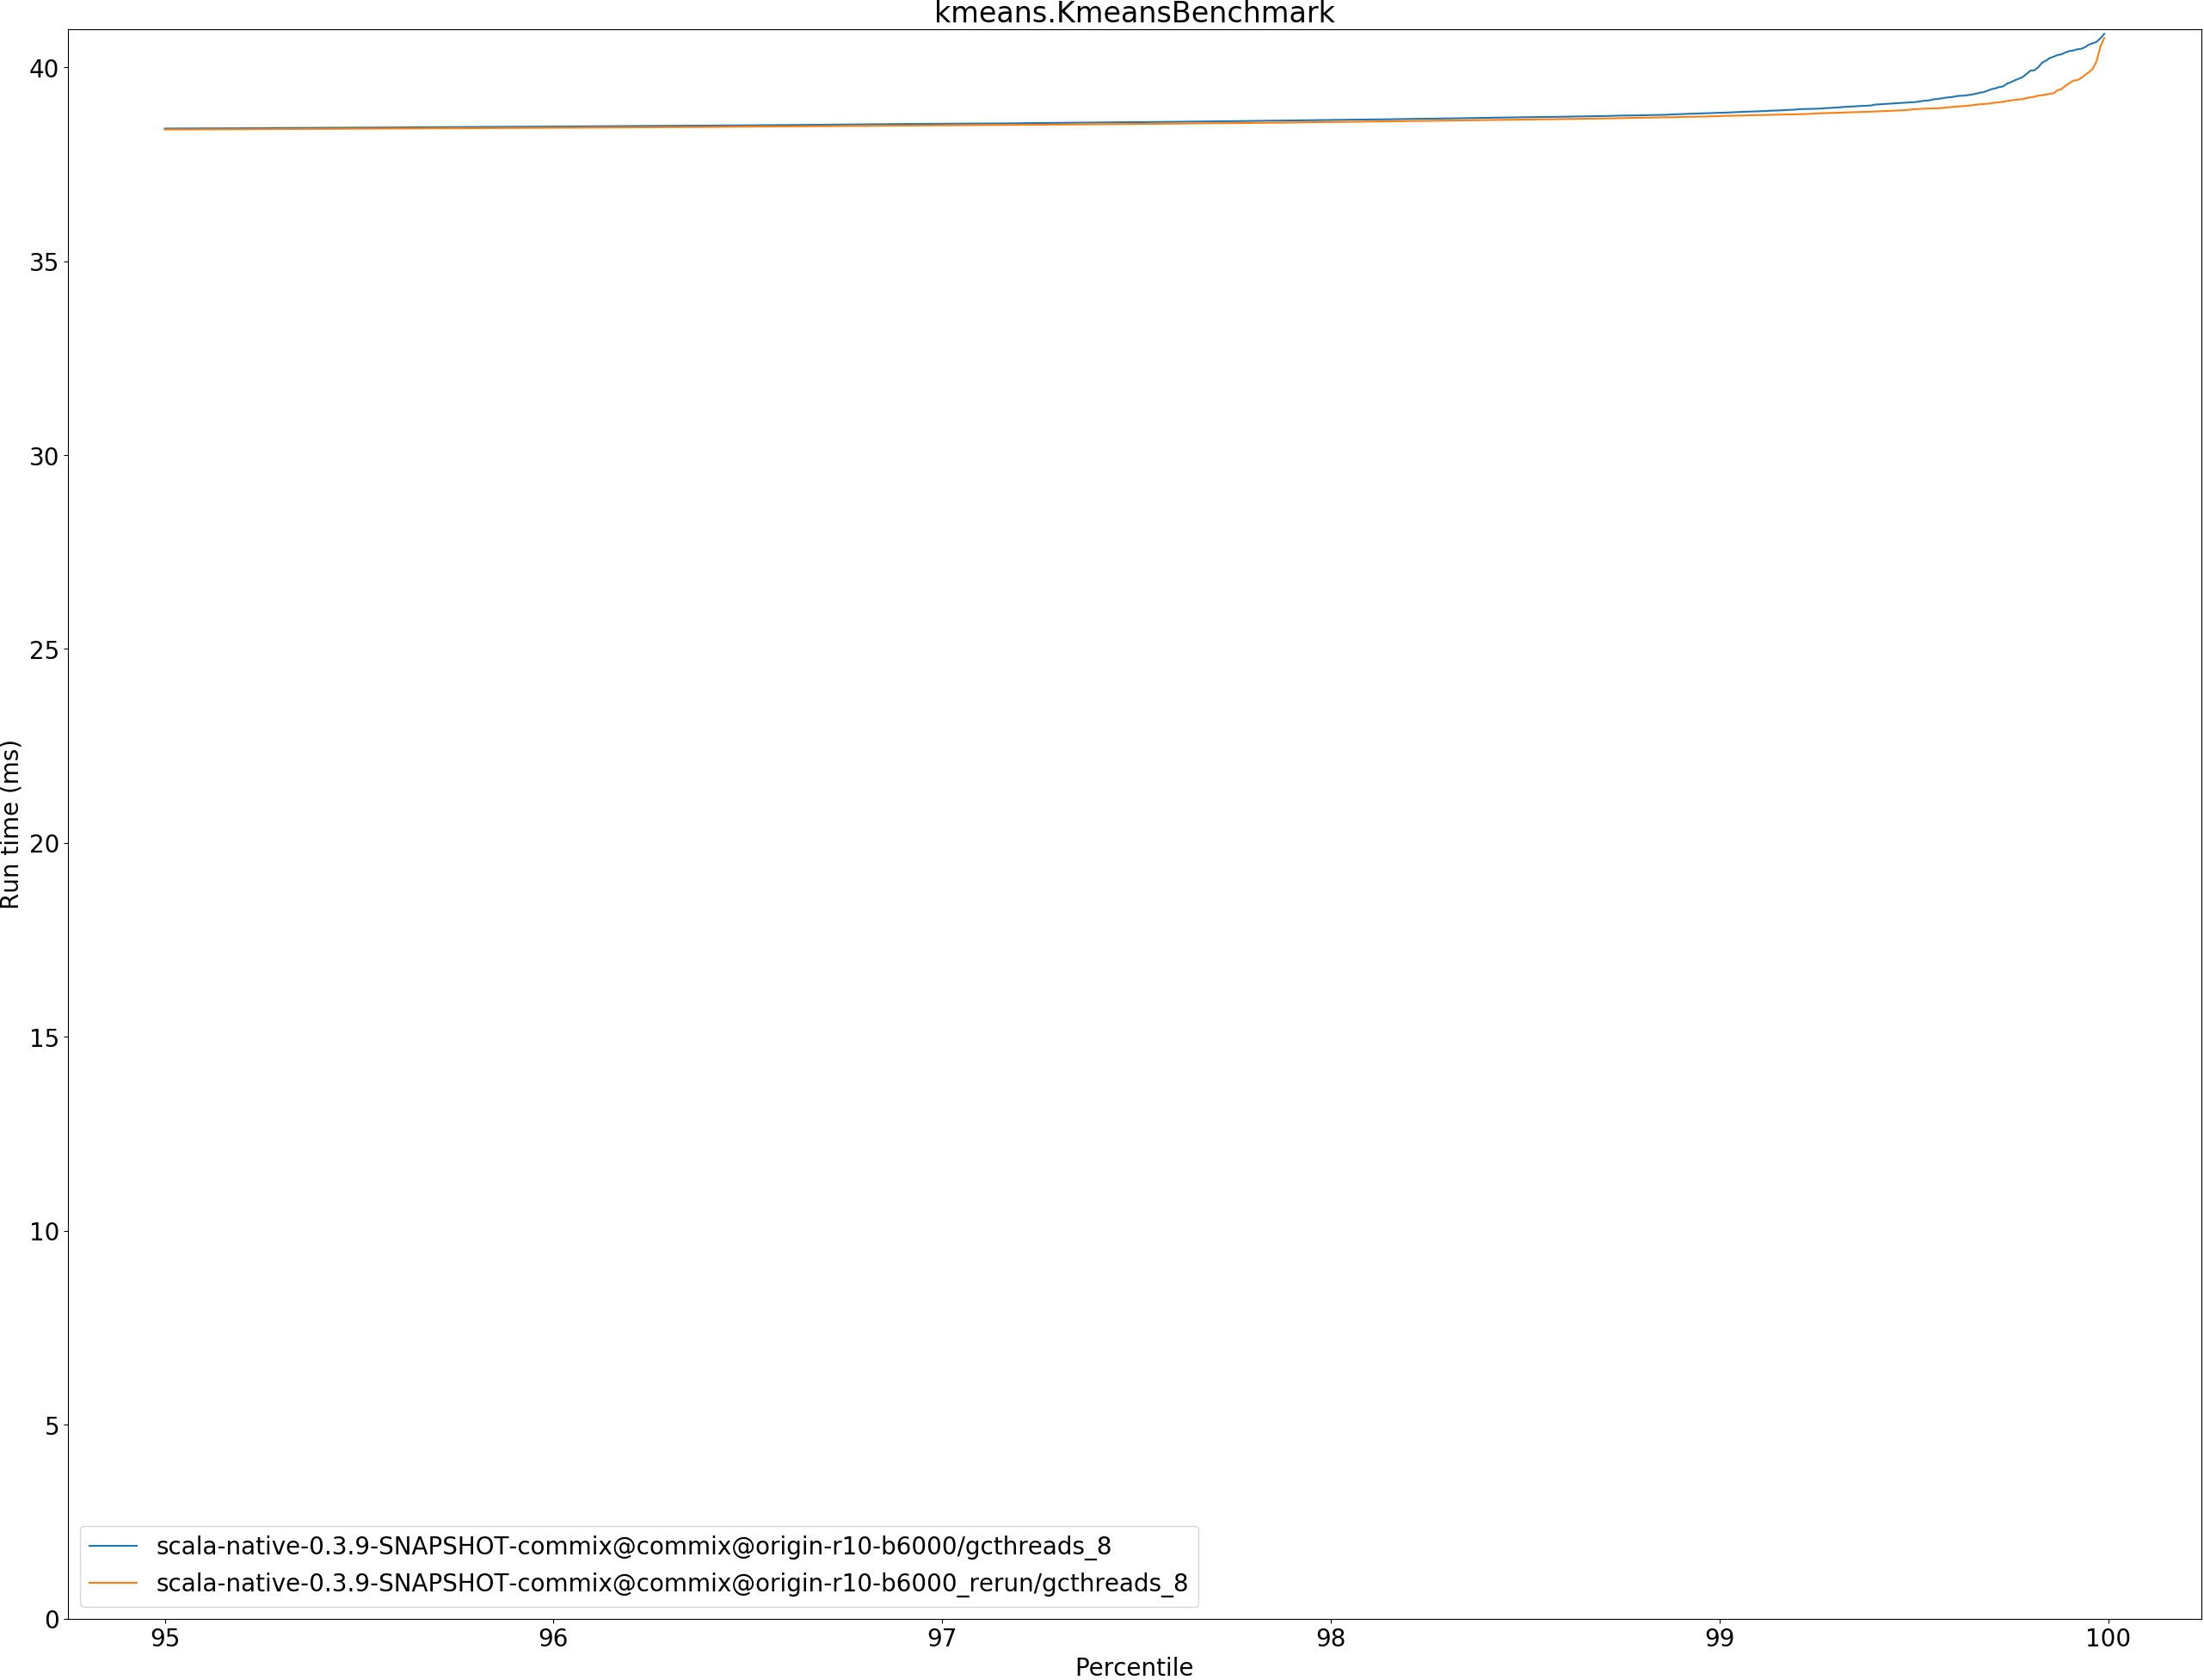 kmeans.KmeansBenchmark
40
35
30
25
20
15
10
5
0
Run time (ms)
95 96 97 98 99 100
Percentile
scala-native-0.3.9-SNAPSHOT-commix@commix@origin-r10-b6000/gcthreads_8
scala-native-0.3.9-SNAPSHOT-commix@commix@origin-r10-b6000_rerun/gcthreads_8